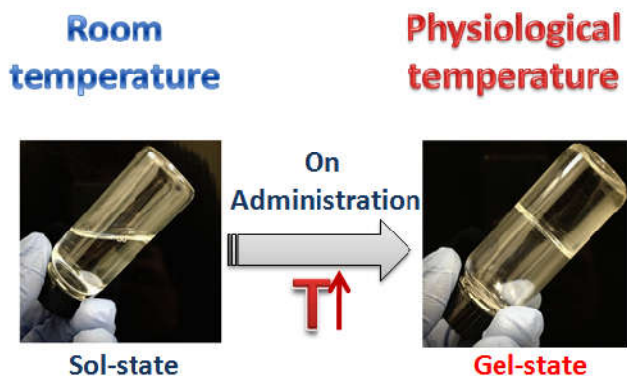 Room
temperature
Physiological
temperature
On
Administration
T↑
Sol-state
Gel-state